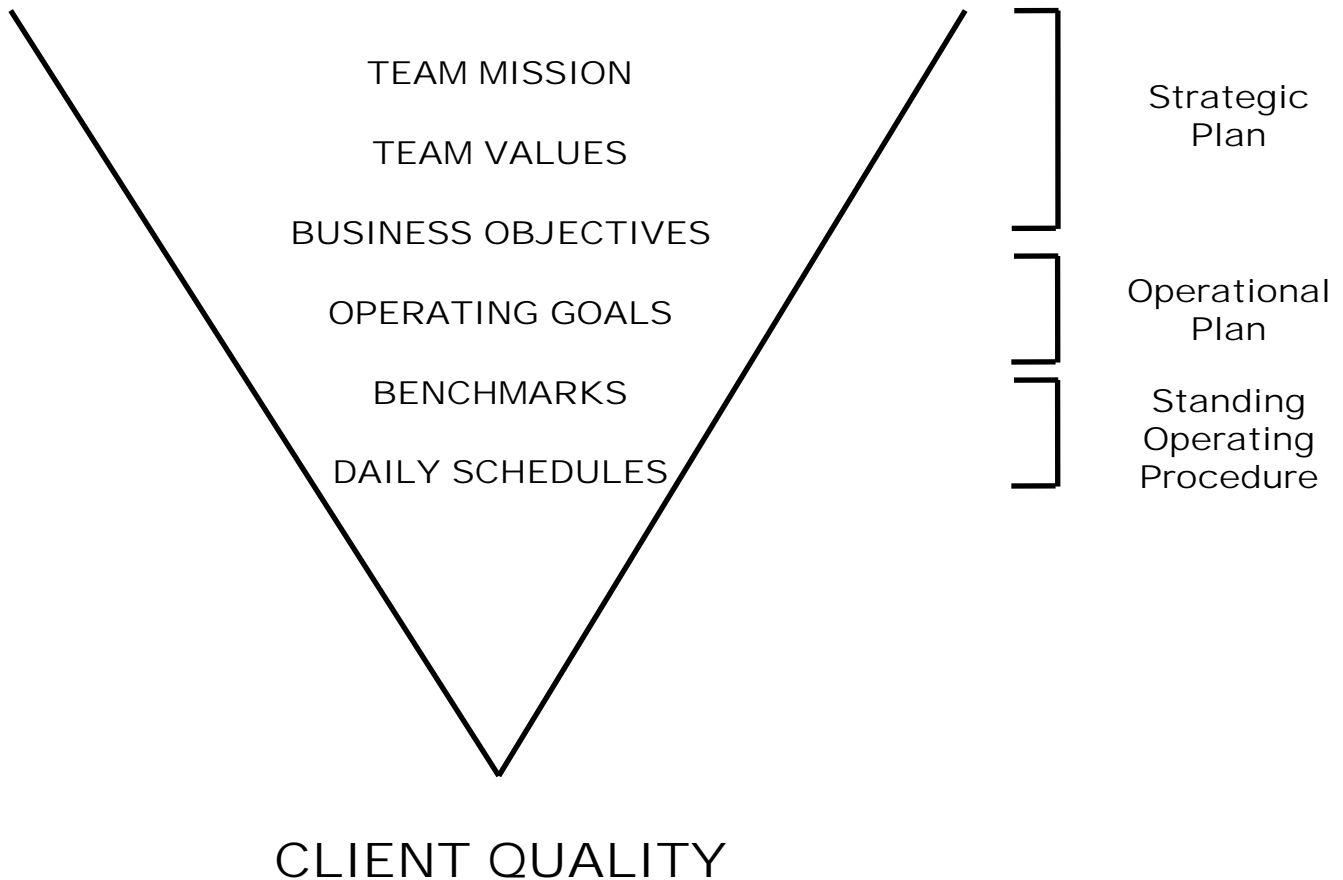 TEAM MISSION
TEAM VALUES
BUSINESS OBJECTIVES
OPERATING GOALS
BENCHMARKS
DAILY SCHEDULES
CLIENT QUALITY
Strategic
Plan
Operational
Plan
Standing
Operating
Procedure